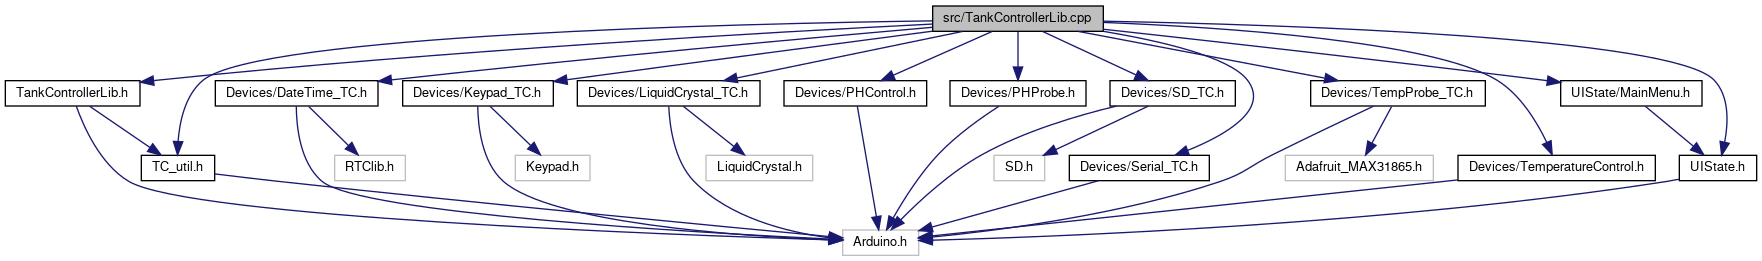 src/TankControllerLib.cpp
TankControllerLib.h
Devices/DateTime_TC.h
Devices/Keypad_TC.h
Devices/LiquidCrystal_TC.h
Devices/PHControl.h
Devices/PHProbe.h
Devices/SD_TC.h
Devices/TempProbe_TC.h
UIState/MainMenu.h
TC_util.h
RTClib.h
Keypad.h
LiquidCrystal.h
SD.h
Devices/Serial_TC.h
Adafruit_MAX31865.h
Devices/TemperatureControl.h
UIState.h
Arduino.h